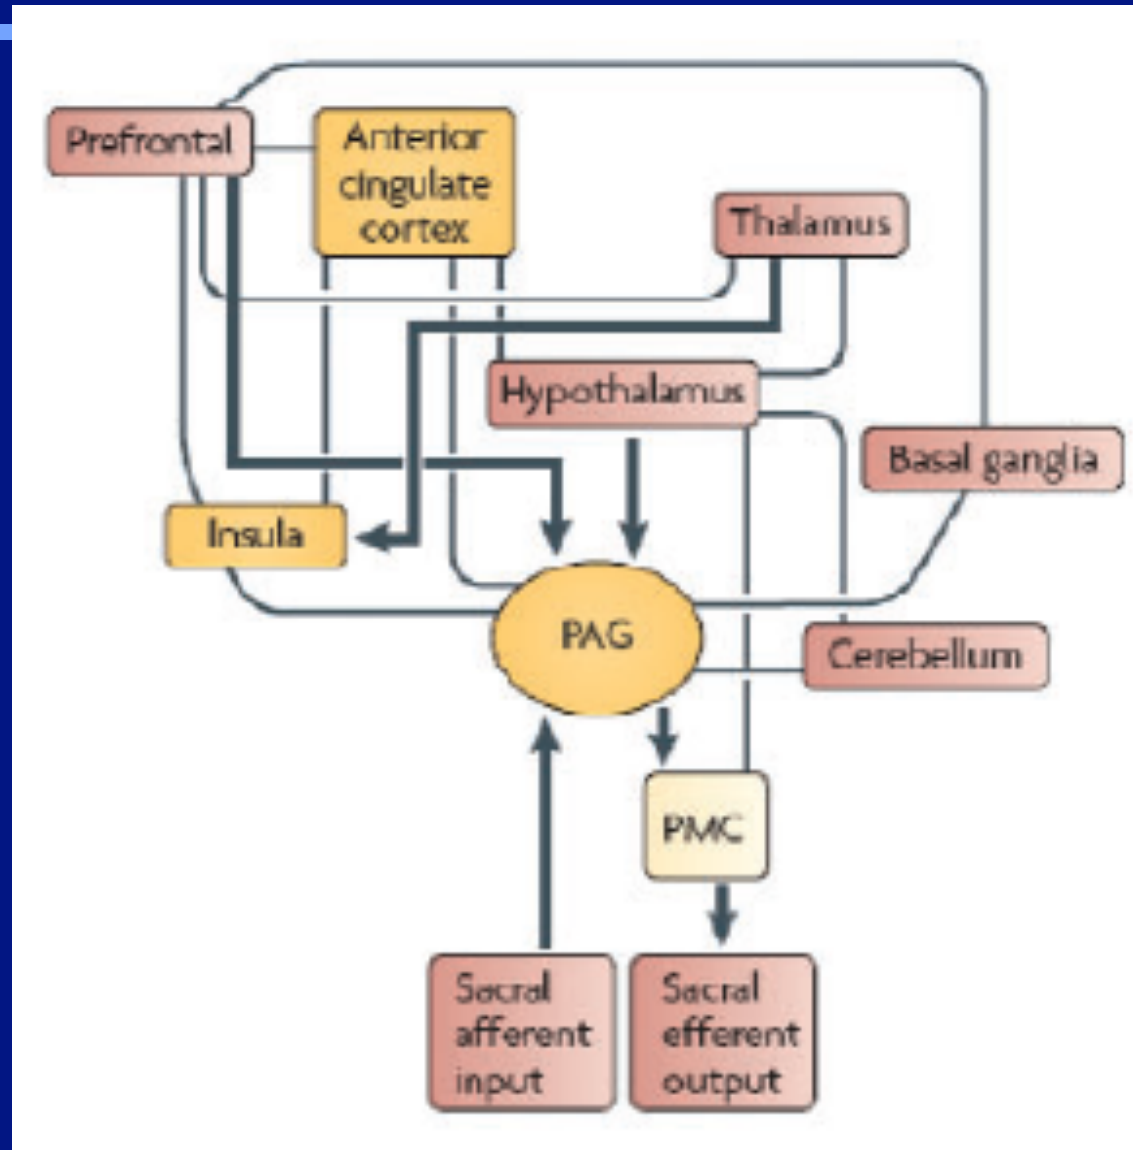 Prefrontal
Anterior
cingulate
cortex
Thalamus
Hypothalamus
Basal ganglia
Insula
PAG
Cerebellum
PMC
Sacral
afferent
input
Sacral
efferent
output